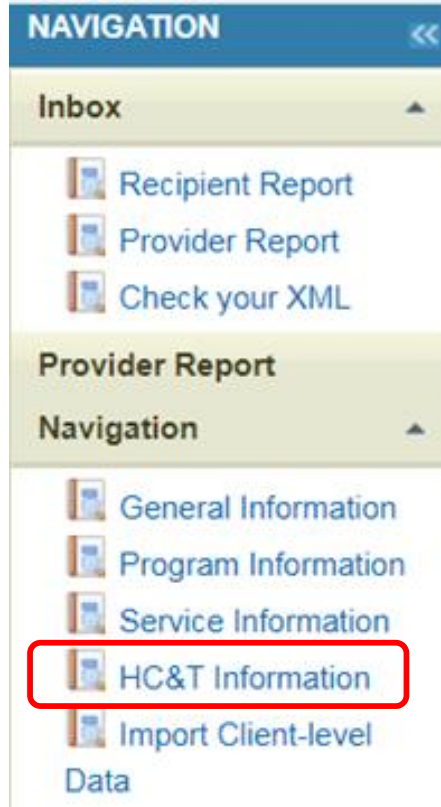 NAVIGATION «
Inbox
Recipient Report
Provider Report
Check your XML
Provider Report
Navigation
General Information
Program Information
Service Information
HC&T Information
Import Client-level
Data